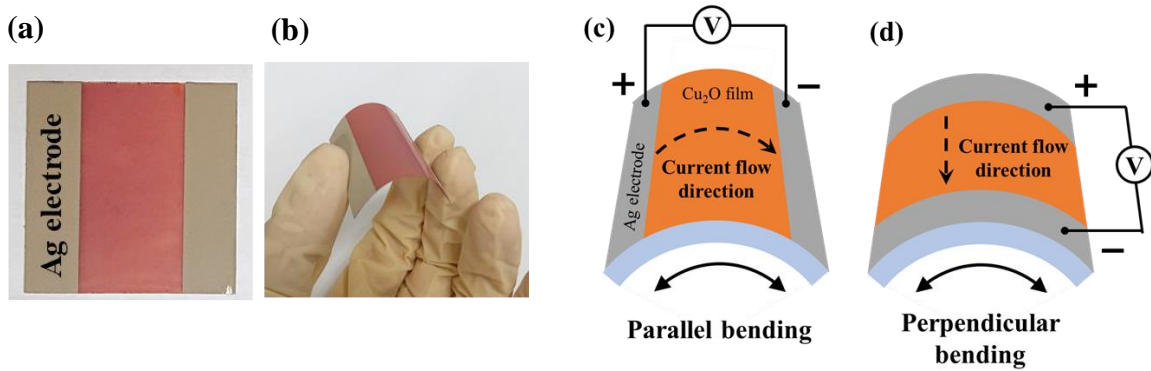 (a)
Ag electrode
(b)
(c)
V
+
−
Cu₂O film
Current flow
direction
Ag electrode
Parallel bending
(d)
+
Current flow
direction
V
−
Perpendicular
bending